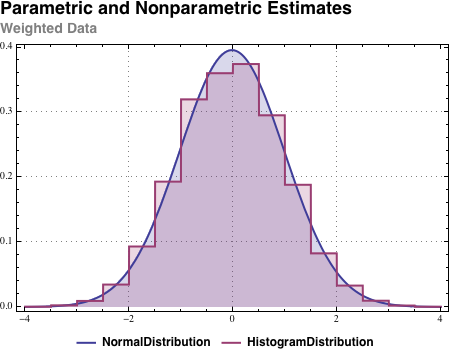 Parametric and Nonparametric Estimates
Weighted Data
0.4
0.3
0.2
0.1
0.0
−4 −2 0 2 4
NormalDistribution HistogramDistribution